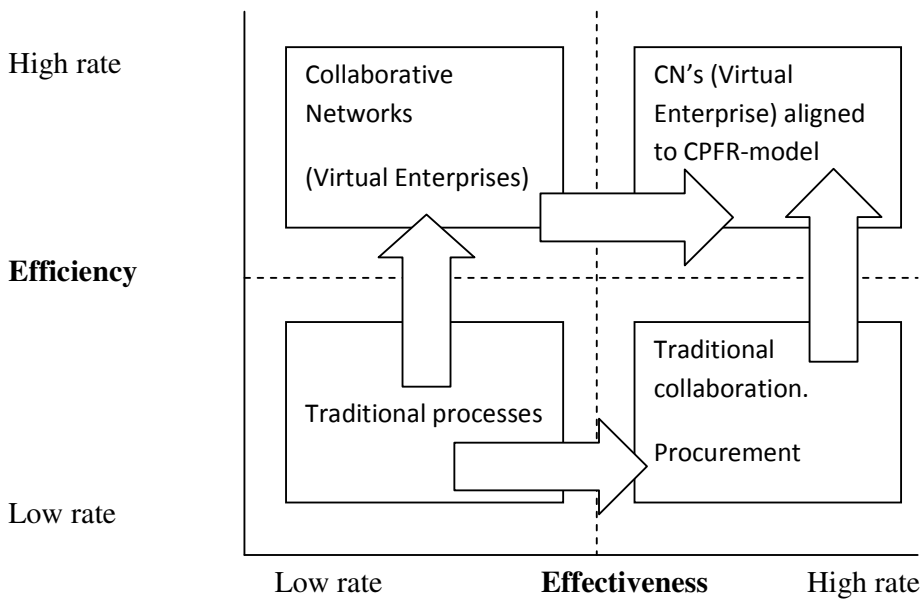 High rate
Collaborative
Networks
(Virtual Enterprises)
CN’s (Virtual
Enterprise) aligned
to CPFR-model
Efficiency
Traditional processes
Traditional
collaboration.
Procurement
Low rate
Low rate
Effectiveness
High rate